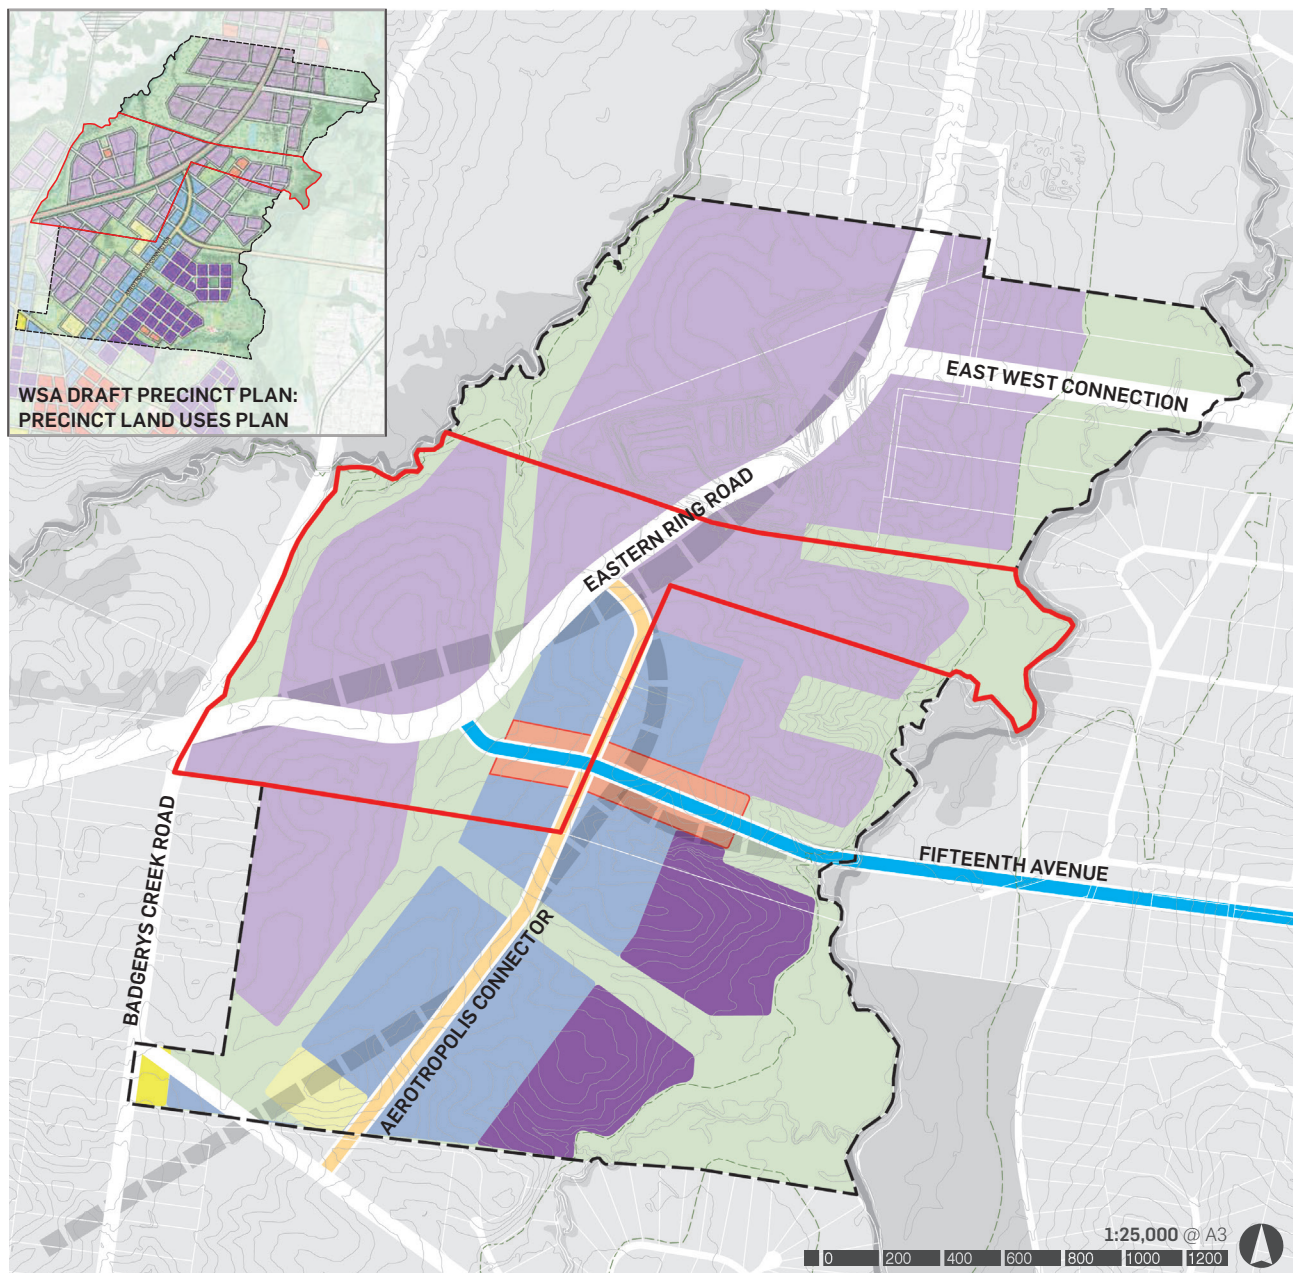 WSA DRAFT PRECINCT PLAN:
PRECINCT LAND USES PLAN
EAST WEST CONNECTION
EASTERN RING ROAD
BADGERYS CREEK ROAD
FIFTEENTH AVENUE
AEROTROPOLIS CONNECTOR
1:25,000 @ A3
0 200 400 600 800 1000 1200